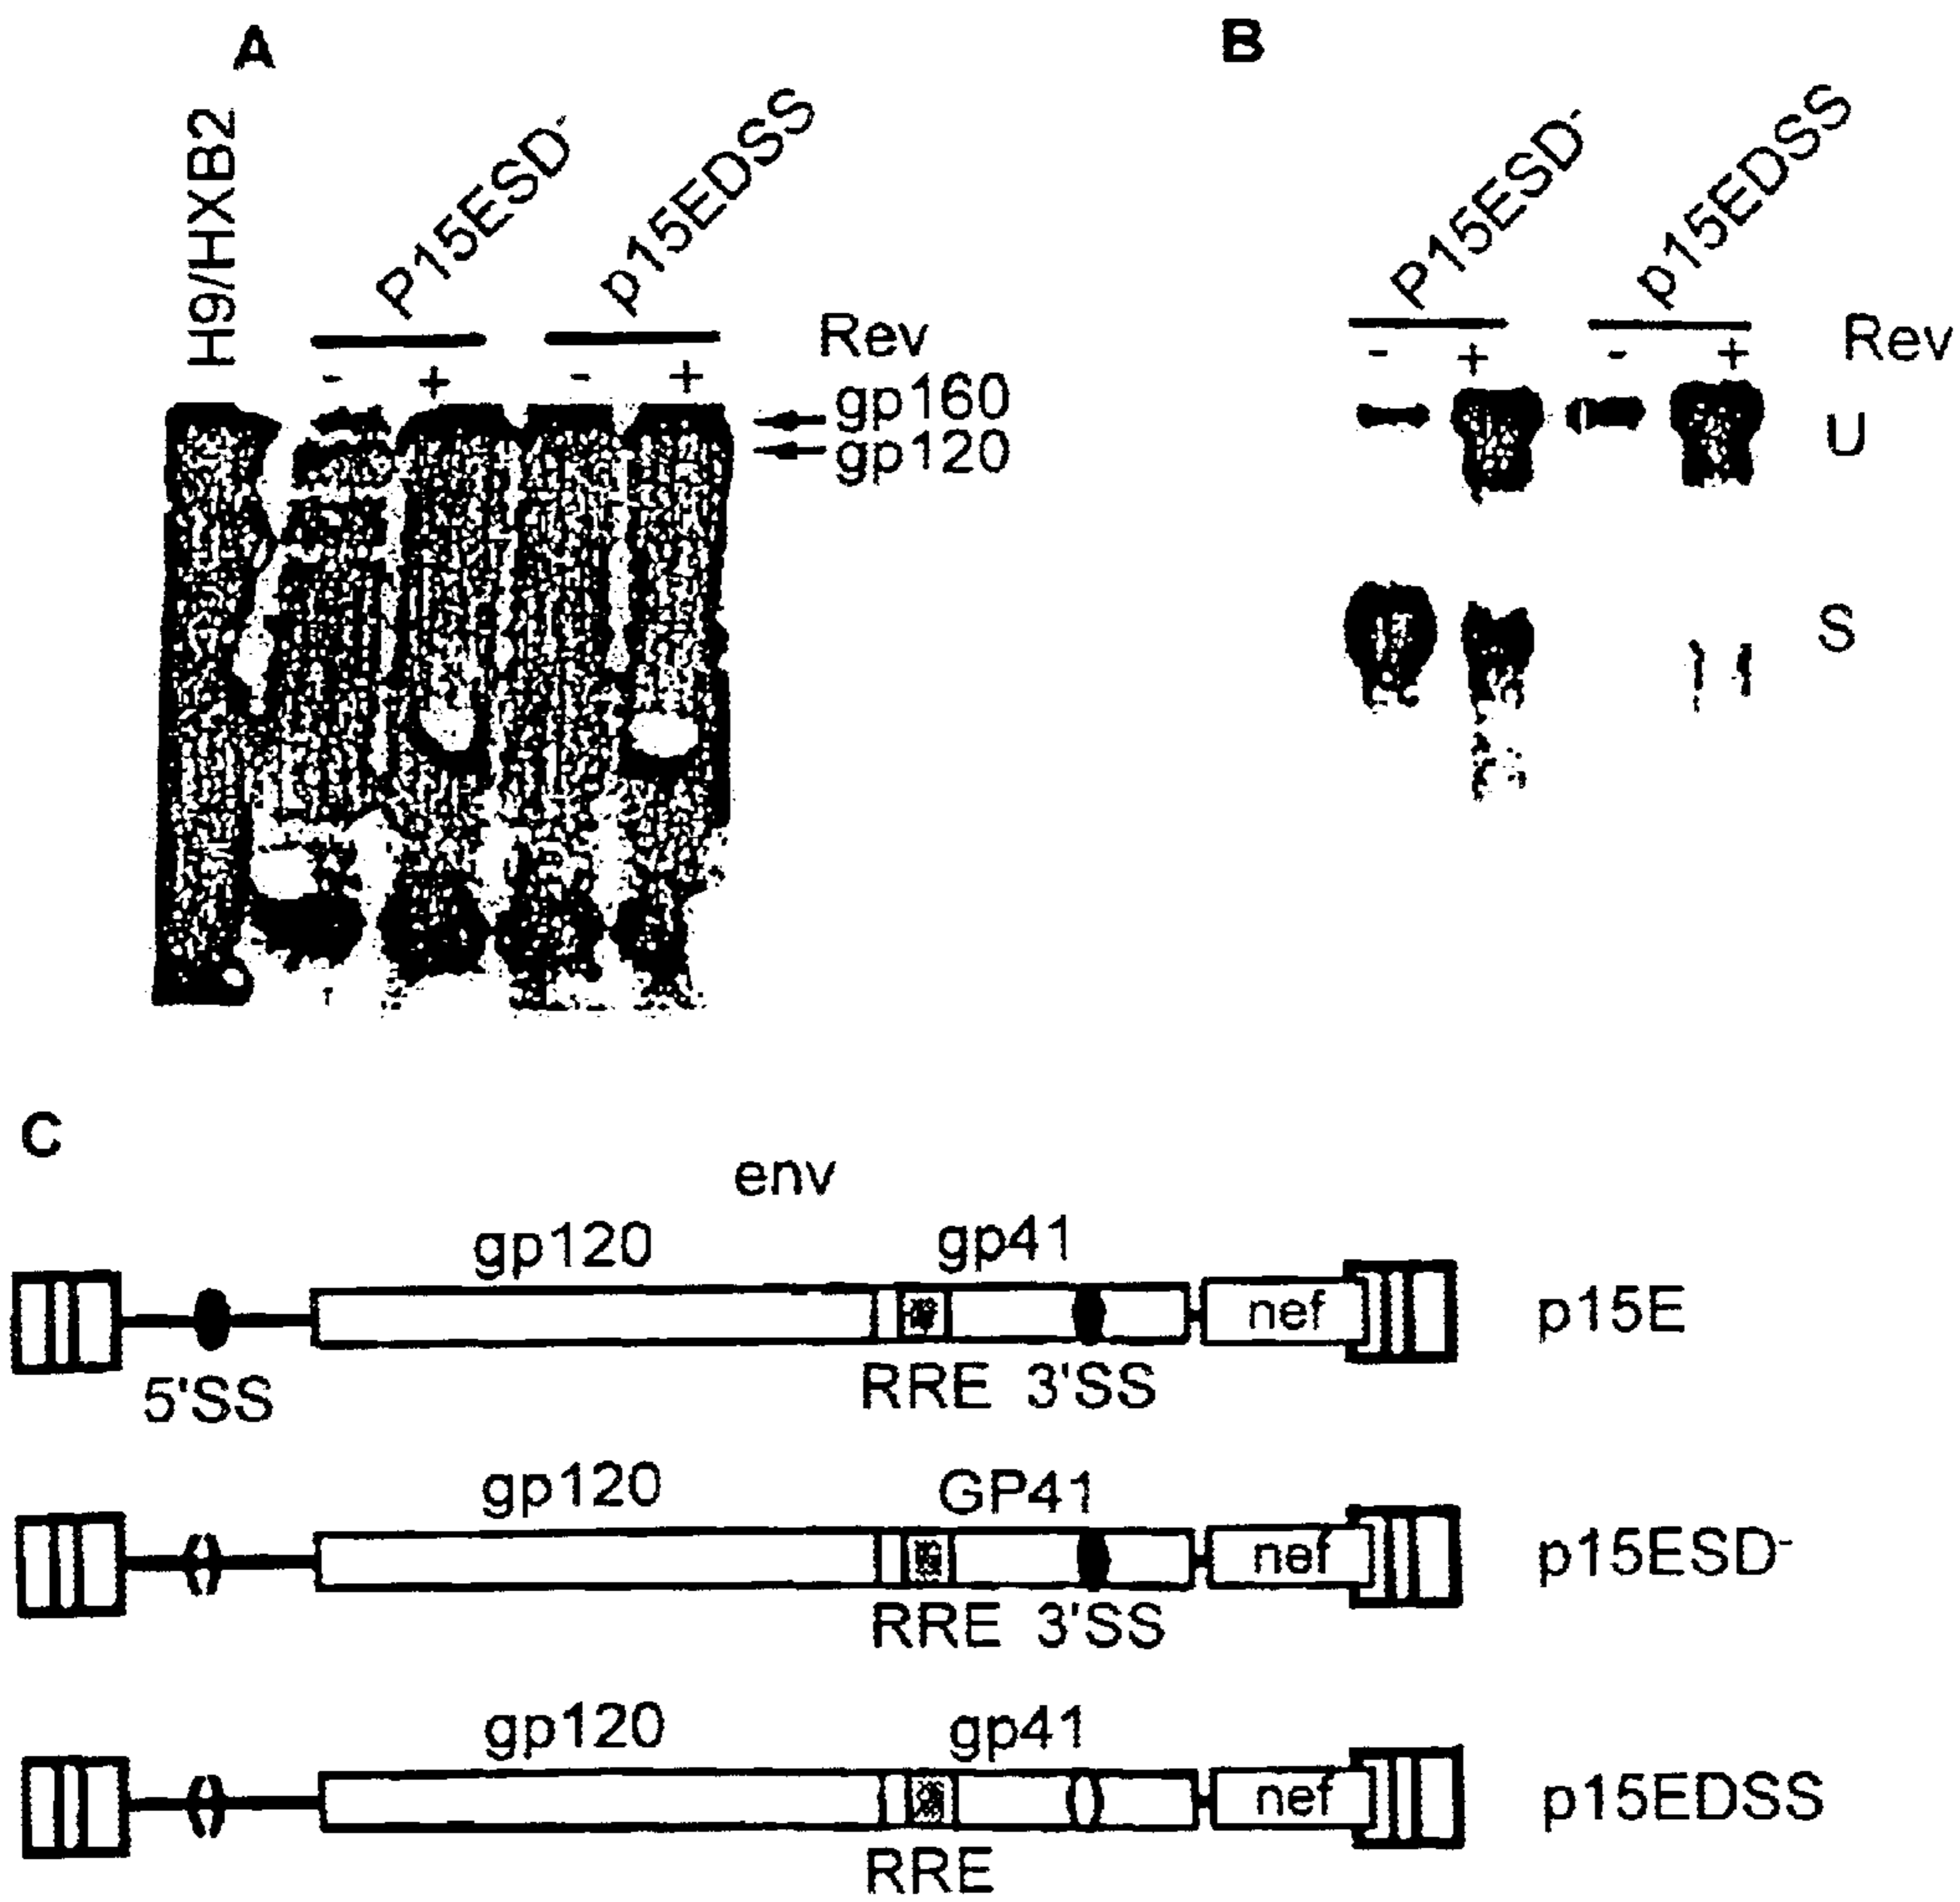 A
H9/HXB2
P15ESD-
p15EDSS
Rev
- + - +
gp160
gp120
B
P15ESD-
p15EDSS
Rev
- + - +
U
S
C
env
gp120 gp41
nef
p15E
5'SS
RRE 3'SS
gp120 GP41
nef
p15ESD-
RRE 3'SS
gp120 gp41
nef
p15EDSS
RRE